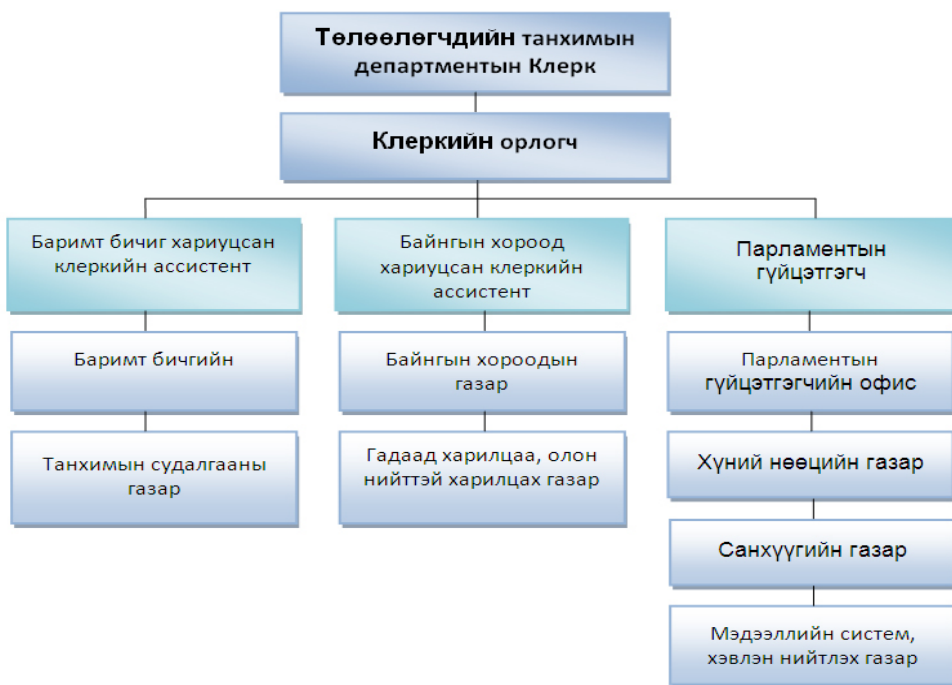 Төлөөлөгчдийн танхимын
департментын Клерк
Клеркийн орлогч
Баримт бичиг хариуцсан
клеркийн ассистент
Байнгын хороод
хариуцсан клеркийн
ассистент
Парламентын
гүйцэтгэгч
Баримт бичгийн
Танхимын судалгааны
газар
Байнгын хороодын
газар
Гадаад харилцаа, олон
нийттэй харилцах газар
Парламентын
гүйцэтгэгчийн офис
Хүний нөөцийн газар
Санхүүгийн газар
Мэдээллийн систем,
хэвлэн нийтлэх газар